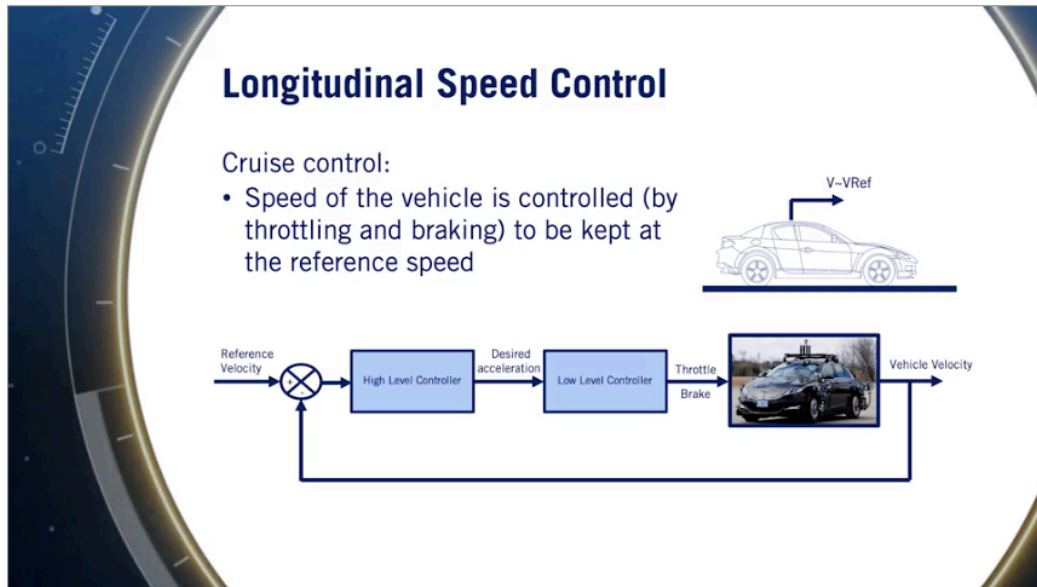 Longitudinal Speed Control
Cruise control:
• Speed of the vehicle is controlled (by
throttling and braking) to be kept at
the reference speed
V~VRef
Reference
Velocity
+
-
High Level Controller
Desired
acceleration
Low Level Controller
Throttle
Brake
Vehicle Velocity